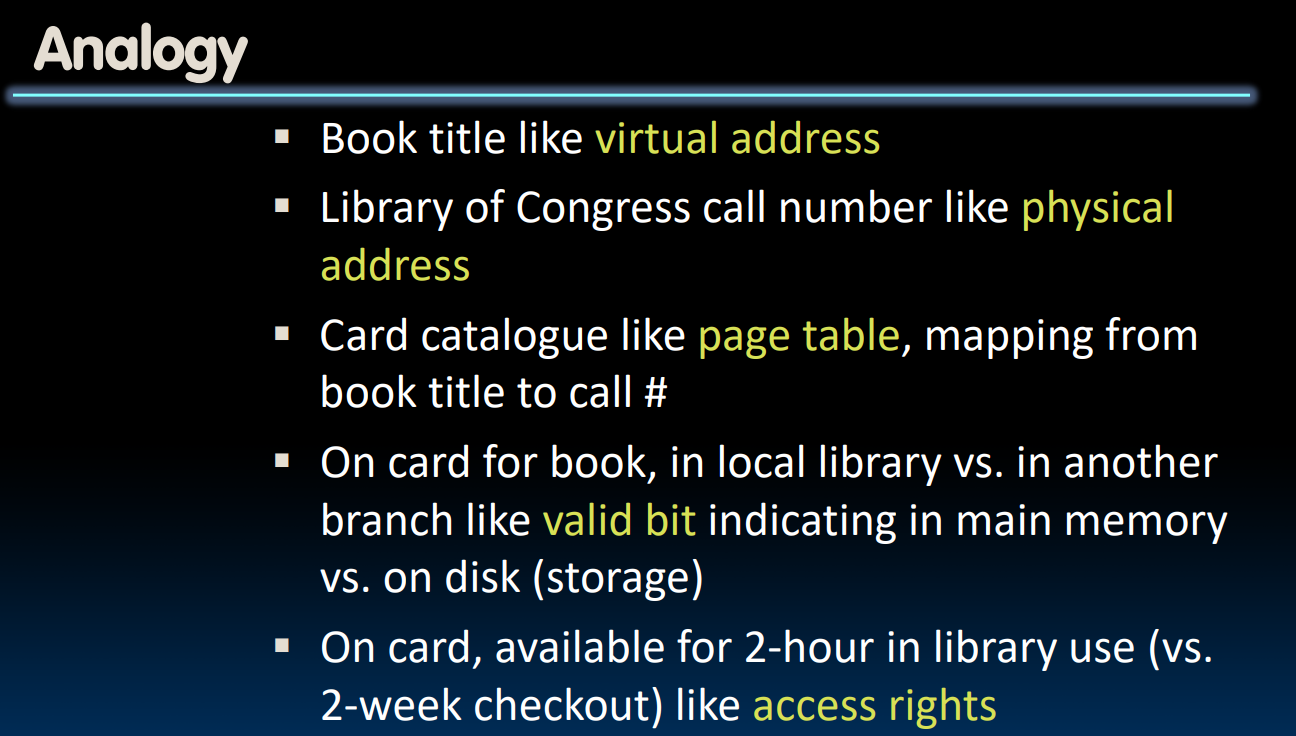 Analogy
▪ Book title like virtual address
▪ Library of Congress call number like physical
address
▪ Card catalogue like page table, mapping from
book title to call #
▪ On card for book, in local library vs. in another
branch like valid bit indicating in main memory
vs. on disk (storage)
▪ On card, available for 2-hour in library use (vs.
2-week checkout) like access rights